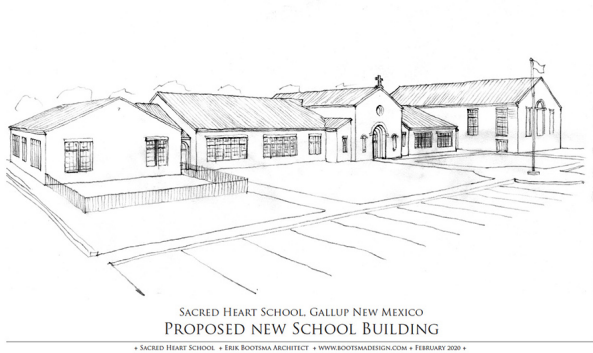 Sacred Heart School, Gallup New Mexico
Proposed new School Building
+ Sacred Heart School + Erik Bootsma Architect + www.bootsmadesign.com + February 2020 +